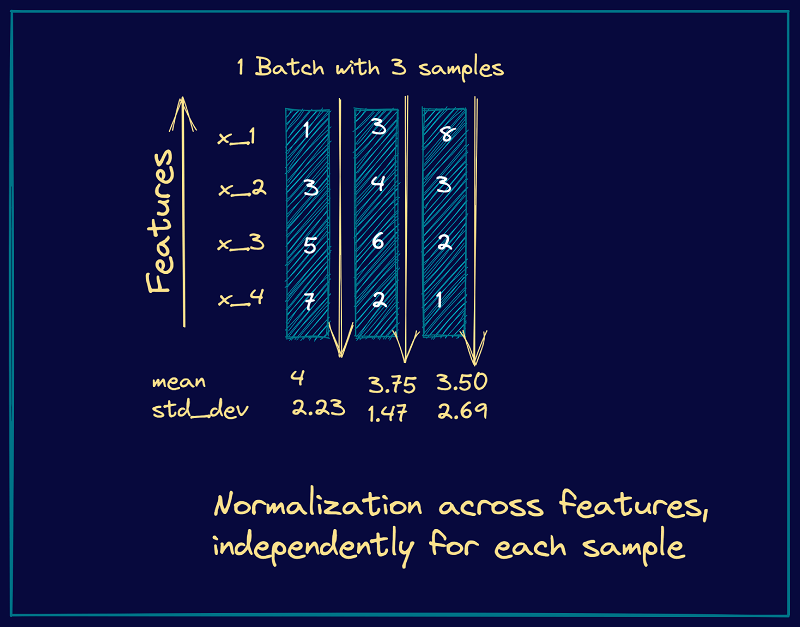 1 Batch with 3 samples
Features
x_1 1 3 8
x_2 3 4 3
x_3 5 6 2
x_4 7 2 1
mean 4 3.75 3.50
std_dev 2.23 1.47 2.69
Normalization across features,
independently for each sample